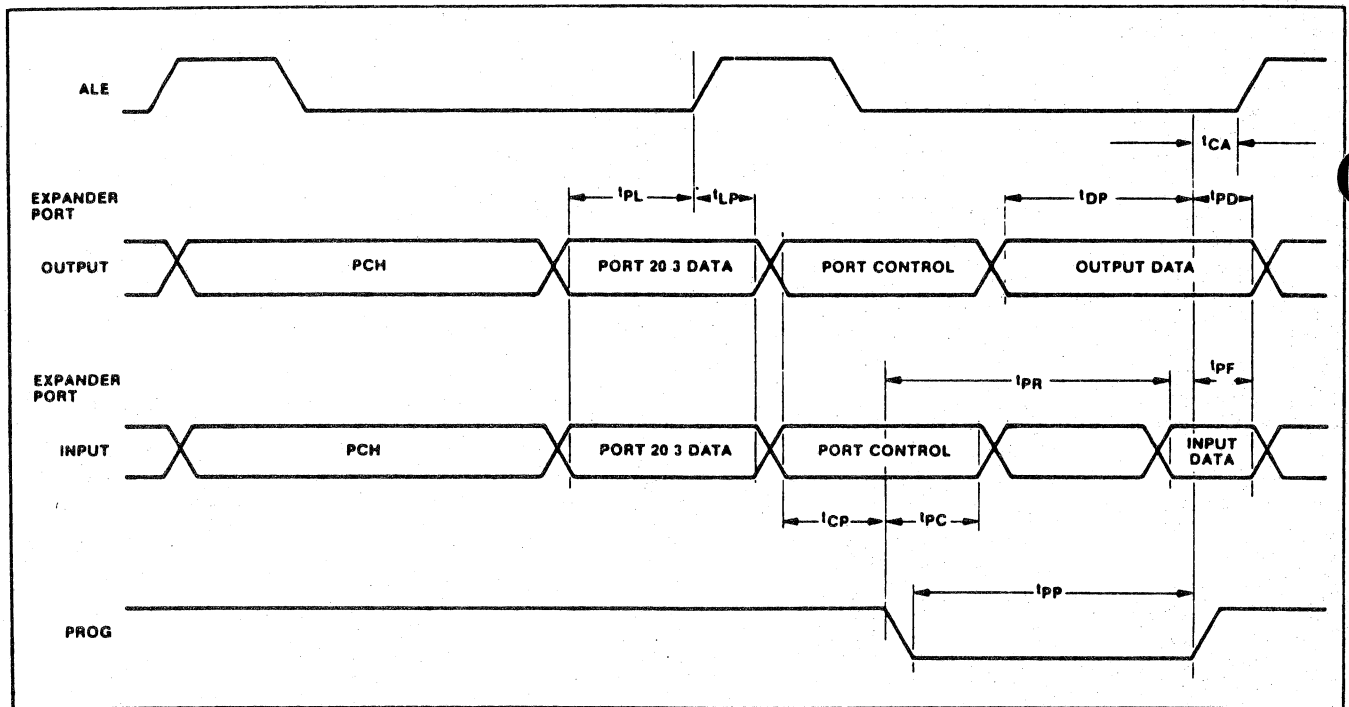 ALE
tCA
EXPANDER
PORT
tPL
tLP
tDP
tPD
OUTPUT
PCH
PORT 20 3 DATA
PORT CONTROL
OUTPUT DATA
EXPANDER
PORT
tPR
tPF
INPUT
PCH
PORT 20 3 DATA
PORT CONTROL
INPUT
DATA
tCP
tPC
tPP
PROG